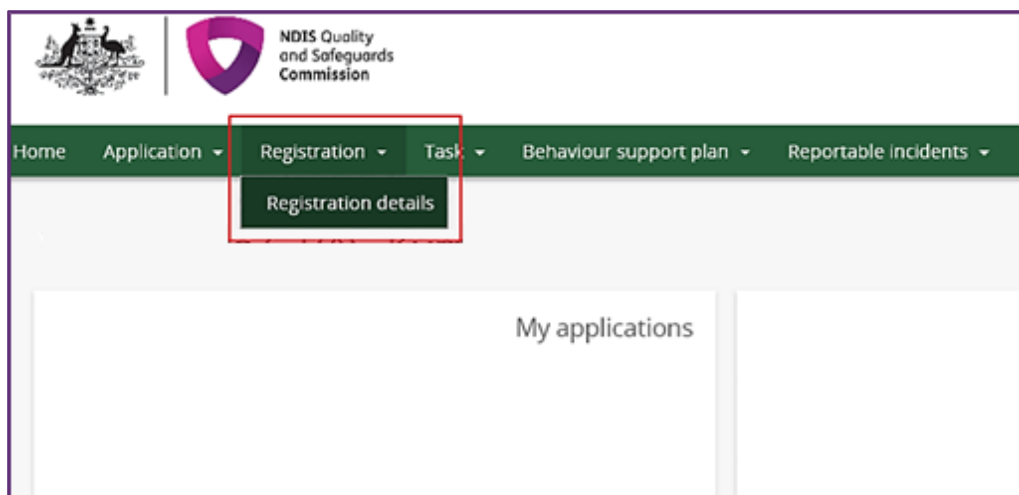 NDIS Quality
and Safeguards
Commission
Home Application Registration Task Behaviour support plan Reportable incidents
Registration details
My applications